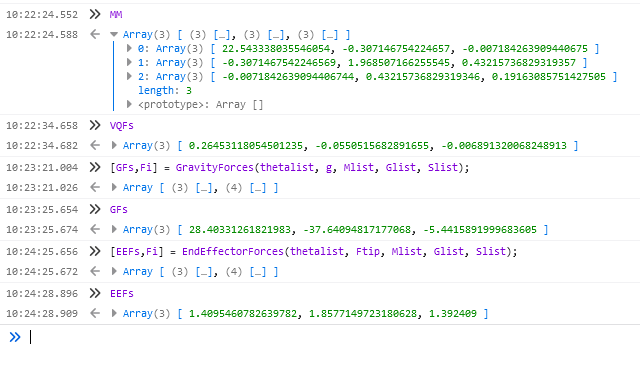 10:22:24.552 MM
10:22:24.588 Array(3) [ (3) […], (3) […], (3) […] ]
0: Array(3) [ 22.543338035546054, -0.307146754224657, -0.007184263909440675 ]
1: Array(3) [ -0.3071467542246569, 1.968507166255545, 0.43215736829319357 ]
2: Array(3) [ -0.0071842639094406744, 0.43215736829319346, 0.19163085751427505 ]
length: 3
<prototype>: Array []
10:22:34.658 VQFs
10:22:34.682 Array(3) [ 0.26453118054501235, -0.0550515682891655, -0.006891320068248913 ]
10:23:21.004 [GFs,Fi] = GravityForces(thetalist, g, Mlist, Glist, Slist);
10:23:21.026 Array [ (3) […], (4) […] ]
10:23:25.654 GFs
10:23:25.674 Array(3) [ 28.40331261821983, -37.64094817177068, -5.4415891999683605 ]
10:24:25.656 [EEFs,Fi] = EndEffectorForces(thetalist, Ftip, Mlist, Glist, Slist);
10:24:25.672 Array [ (3) […], (4) […] ]
10:24:28.896 EEFs
10:24:28.909 Array(3) [ 1.4095460782639782, 1.8577149723180628, 1.392409 ]